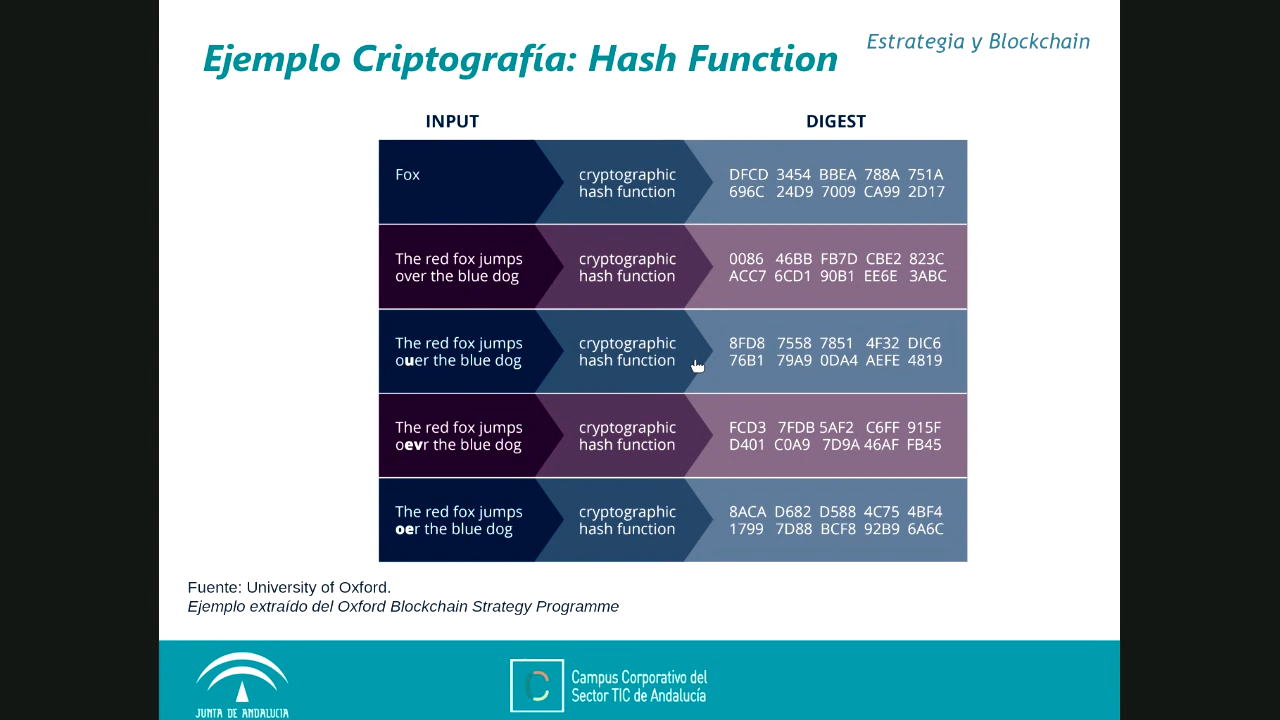 Estrategia y Blockchain
Ejemplo Criptografía: Hash Function
INPUT
DIGEST
Fox
cryptographic
hash function
DFCD 3454 BBEA 788A 751A
696C 24D9 7009 CA99 2D17
The red fox jumps
over the blue dog
cryptographic
hash function
0086 46BB FB7D CBE2 823C
ACC7 6CD1 90B1 EE6E 3ABC
The red fox jumps
ouer the blue dog
cryptographic
hash function
8FD8 7558 7851 4F32 DIC6
76B1 79A9 0DA4 AEFE 4819
The red fox jumps
oevr the blue dog
cryptographic
hash function
FCD3 7FDB 5AF2 C6FF 915F
D401 C0A9 7D9A 46AF FB45
The red fox jumps
oer the blue dog
cryptographic
hash function
8ACA D682 D588 4C75 4BF4
1799 7D88 BCF8 92B9 6A6C
Fuente: University of Oxford.
Ejemplo extraído del Oxford Blockchain Strategy Programme
JUNTA DE ANDALUCIA
Campus Corporativo del
Sector TIC de Andalucía